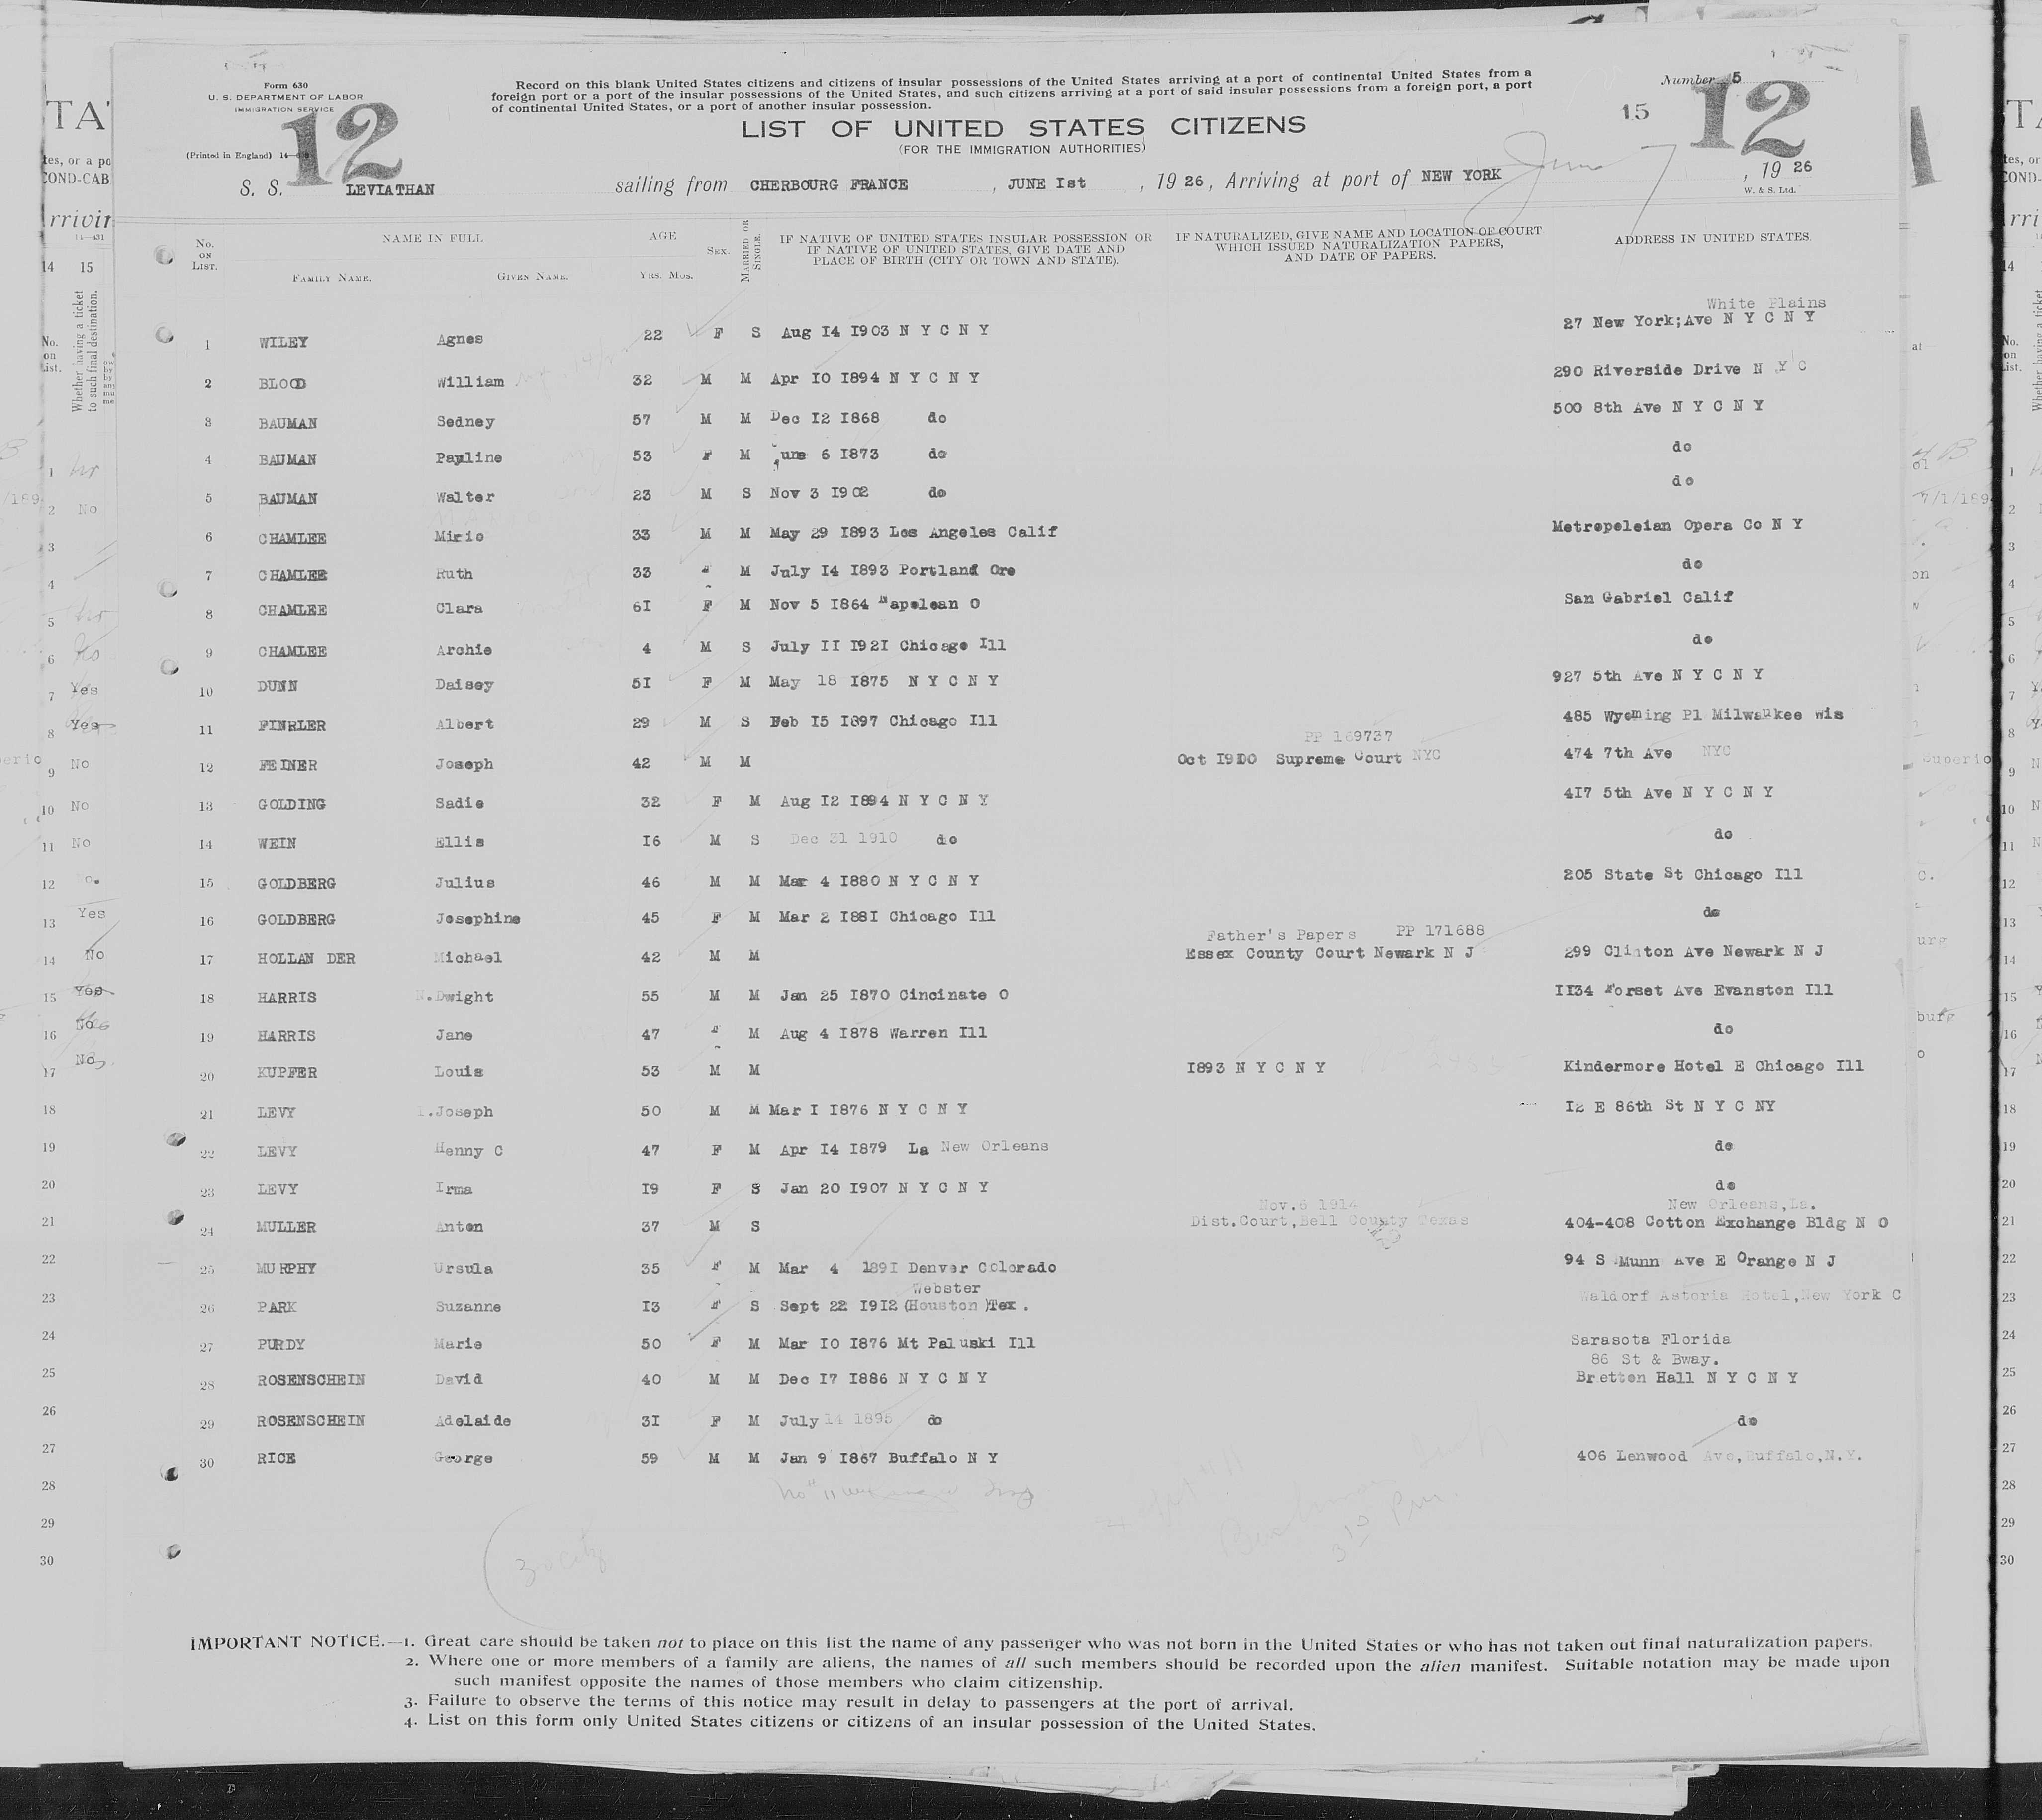 Form 630
U. S. DEPARTMENT OF LABOR
IMMIGRATION SERVICE
(Printed in England) 14—
12
Record on this blank United States citizens and citizens of insular possessions of the United States arriving at a port of continental United States from a
foreign port or a port of the insular possessions of the United States, and such citizens arriving at a port of said insular possessions from a foreign port, a port
of continental United States, or a port of another insular possession.
Number 5
15
12
LIST OF UNITED STATES CITIZENS
(FOR THE IMMIGRATION AUTHORITIES)
S. S. LEVIATHAN sailing from CHERBOURG FRANCE , JUNE Ist , 19 26 , Arriving at port of NEW YORK June 7 , 19 26
W. & S. Ltd.
No. ON LIST. NAME IN FULL AGE SEX. MARRIED OR SINGLE. IF NATIVE OF UNITED STATES INSULAR POSSESSION OR IF NATIVE OF UNITED STATES, GIVE DATE AND PLACE OF BIRTH (CITY OR TOWN AND STATE). IF NATURALIZED, GIVE NAME AND LOCATION OF COURT WHICH ISSUED NATURALIZATION PAPERS, AND DATE OF PAPERS. ADDRESS IN UNITED STATES.
FAMILY NAME. GIVEN NAME. YRS. MOS.
White Plains
1 WILEY Agnes 22 F S Aug I4 I903 N Y C N Y 27 New York;Ave N Y C N Y
2 BLOOD William 32 M M Apr IO I894 N Y C N Y 290 Riverside Drive N Y C
3 BAUMAN Sedney 57 M M Dec I2 I868 do 500 8th Ave N Y C N Y
4 BAUMAN Pauline 53 F M June 6 I873 do do
5 BAUMAN Walter 23 M S Nov 3 I902 do do
6 CHAMLEE Mirio 33 M M May 29 I893 Los Angeles Calif Metropoleian Opera Co N Y
7 CHAMLEE Ruth 33 F M July I4 I893 Portland Ore do
8 CHAMLEE Clara 6I F M Nov 5 I864 Napolean O San Gabriel Calif
9 CHAMLEE Archie 4 M S July II I92I Chicago Ill do
10 DUNN Daisey 5I F M May 18 I875 N Y C N Y 927 5th Ave N Y C N Y
11 FINKLER Albert 29 M S Feb I5 I897 Chicago Ill 485 Wyoming Pl Milwaukee Wis
PP 169737
12 FEINER Joseph 42 M M Oct I9I0 Supreme Court NYC 474 7th Ave NYC
13 GOLDING Sadie 32 F M Aug I2 I894 N Y C N Y 4I7 5th Ave N Y C N Y
14 WEIN Ellis I6 M S Dec 31 1910 do do
15 GOLDBERG Julius 46 M M Mar 4 I880 N Y C N Y 205 State St Chicago Ill
16 GOLDBERG Josephine 45 F M Mar 2 I88I Chicago Ill do
Father's Papers PP 171688
17 HOLLAN DER Michael 42 M M Essex County Court Newark N J 299 Clinton Ave Newark N J
18 HARRIS N.Dwight 55 M M Jan 25 I870 Cincinate O II34 Forset Ave Evanston Ill
19 HARRIS Jane 47 F M Aug 4 I878 Warren Ill do
20 KUPFER Louis 53 M M I893 N Y C N Y Kindermore Hotel E Chicago Ill
21 LEVY .Joseph 50 M M Mar I I876 N Y C N Y I2 E 86th St N Y C NY
22 LEVY Henny C 47 F M Apr I4 I879 La New Orleans do
23 LEVY Irma I9 F S Jan 20 I907 N Y C N Y do
Nov.5 1914 New Orleans,La.
24 MULLER Anton 37 M S Dist.Court,Bell County Texas 404-408 Cotton Exchange Bldg N O
25 MURPHY Ursula 35 F M Mar 4 I89I Denver Colorado 94 S Munn Ave E Orange N J
Webster
26 PARK Suzanne I3 F S Sept 22 I9I2 (Houston )Tex. Waldorf Astoria Hotel,New York C
27 PURDY Marie 50 F M Mar IO I876 Mt Paluski Ill Sarasota Florida
86 St & Bway.
28 ROSENSCHEIN David 40 M M Dec I7 I886 N Y C N Y Bretton Hall N Y C N Y
29 ROSENSCHEIN Adelaide 3I F M July 14 1895 do do
30 RICE George 59 M M Jan 9 I867 Buffalo N Y 406 Lenwood Ave,Buffalo,N.Y.
IMPORTANT NOTICE.—1. Great care should be taken not to place on this list the name of any passenger who was not born in the United States or who has not taken out final naturalization papers.
2. Where one or more members of a family are aliens, the names of all such members should be recorded upon the alien manifest. Suitable notation may be made upon
such manifest opposite the names of those members who claim citizenship.
3. Failure to observe the terms of this notice may result in delay to passengers at the port of arrival.
4. List on this form only United States citizens or citizens of an insular possession of the United States.